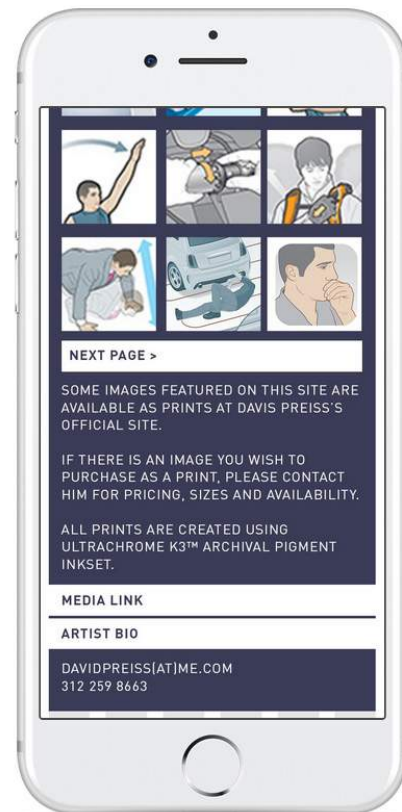 NEXT PAGE >
SOME IMAGES FEATURED ON THIS SITE ARE
AVAILABLE AS PRINTS AT DAVIS PREISS'S
OFFICIAL SITE.
IF THERE IS AN IMAGE YOU WISH TO
PURCHASE AS A PRINT, PLEASE CONTACT
HIM FOR PRICING, SIZES AND AVAILABILITY.
ALL PRINTS ARE CREATED USING
ULTRACHROME K3™ ARCHIVAL PIGMENT
INKSET.
MEDIA LINK
ARTIST BIO
DAVIDPREISS(AT)ME.COM
312 259 8663